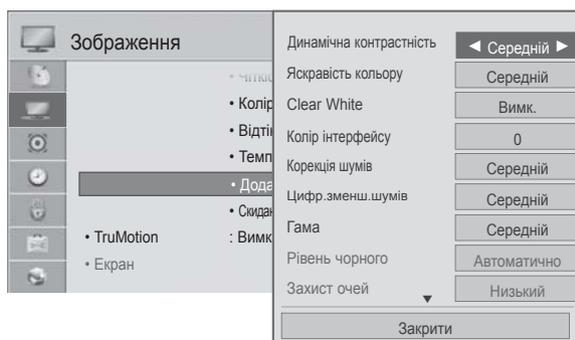 Зображення
• Колір
• Відтін
• Темп
• Дода
• Скидан
• TruMotion : Вимк
• Екран
Динамічна контрастність ◄ Середній ►
Яскравість кольору Середній
Clear White Вимк.
Колір інтерфейсу 0
Корекція шумів Середній
Цифр.зменш.шумів Середній
Гама Середній
Рівень чорного Автоматично
Захист очей Низький
Закрити